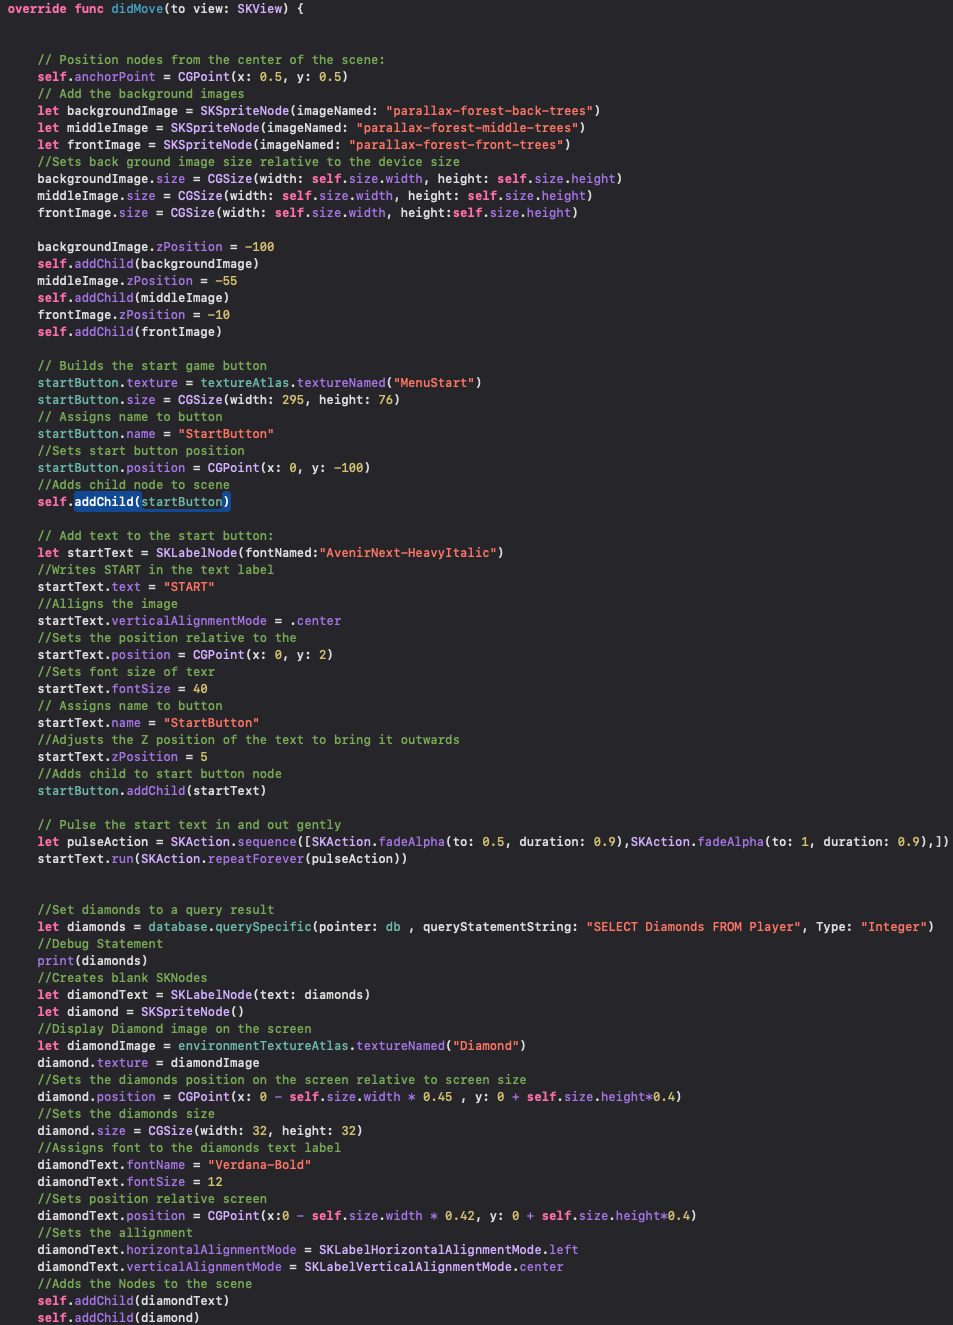 override func didMove(to view: SKView) {
// Position nodes from the center of the scene:
self.anchorPoint = CGPoint(x: 0.5, y: 0.5)
// Add the background images
let backgroundImage = SKSpriteNode(imageNamed: "parallax-forest-back-trees")
let middleImage = SKSpriteNode(imageNamed: "parallax-forest-middle-trees")
let frontImage = SKSpriteNode(imageNamed: "parallax-forest-front-trees")
//Sets back ground image size relative to the device size
backgroundImage.size = CGSize(width: self.size.width, height: self.size.height)
middleImage.size = CGSize(width: self.size.width, height: self.size.height)
frontImage.size = CGSize(width: self.size.width, height:self.size.height)
backgroundImage.zPosition = -100
self.addChild(backgroundImage)
middleImage.zPosition = -55
self.addChild(middleImage)
frontImage.zPosition = -10
self.addChild(frontImage)
// Builds the start game button
startButton.texture = textureAtlas.textureNamed("MenuStart")
startButton.size = CGSize(width: 295, height: 76)
// Assigns name to button
startButton.name = "StartButton"
//Sets start button position
startButton.position = CGPoint(x: 0, y: -100)
//Adds child node to scene
self.addChild(startButton)
// Add text to the start button:
let startText = SKLabelNode(fontNamed:"AvenirNext-HeavyItalic")
//Writes START in the text label
startText.text = "START"
//Alligns the image
startText.verticalAlignmentMode = .center
//Sets the position relative to the
startText.position = CGPoint(x: 0, y: 2)
//Sets font size of texr
startText.fontSize = 40
// Assigns name to button
startText.name = "StartButton"
//Adjusts the Z position of the text to bring it outwards
startText.zPosition = 5
//Adds child to start button node
startButton.addChild(startText)
// Pulse the start text in and out gently
let pulseAction = SKAction.sequence([SKAction.fadeAlpha(to: 0.5, duration: 0.9),SKAction.fadeAlpha(to: 1, duration: 0.9),])
startText.run(SKAction.repeatForever(pulseAction))
//Set diamonds to a query result
let diamonds = database.querySpecific(pointer: db , queryStatementString: "SELECT Diamonds FROM Player", Type: "Integer")
//Debug Statement
print(diamonds)
//Creates blank SKNodes
let diamondText = SKLabelNode(text: diamonds)
let diamond = SKSpriteNode()
//Display Diamond image on the screen
let diamondImage = environmentTextureAtlas.textureNamed("Diamond")
diamond.texture = diamondImage
//Sets the diamonds position on the screen relative to screen size
diamond.position = CGPoint(x: 0 - self.size.width * 0.45 , y: 0 + self.size.height*0.4)
//Sets the diamonds size
diamond.size = CGSize(width: 32, height: 32)
//Assigns font to the diamonds text label
diamondText.fontName = "Verdana-Bold"
diamondText.fontSize = 12
//Sets position relative screen
diamondText.position = CGPoint(x:0 - self.size.width * 0.42, y: 0 + self.size.height*0.4)
//Sets the allignment
diamondText.horizontalAlignmentMode = SKLabelHorizontalAlignmentMode.left
diamondText.verticalAlignmentMode = SKLabelVerticalAlignmentMode.center
//Adds the Nodes to the scene
self.addChild(diamondText)
self.addChild(diamond)